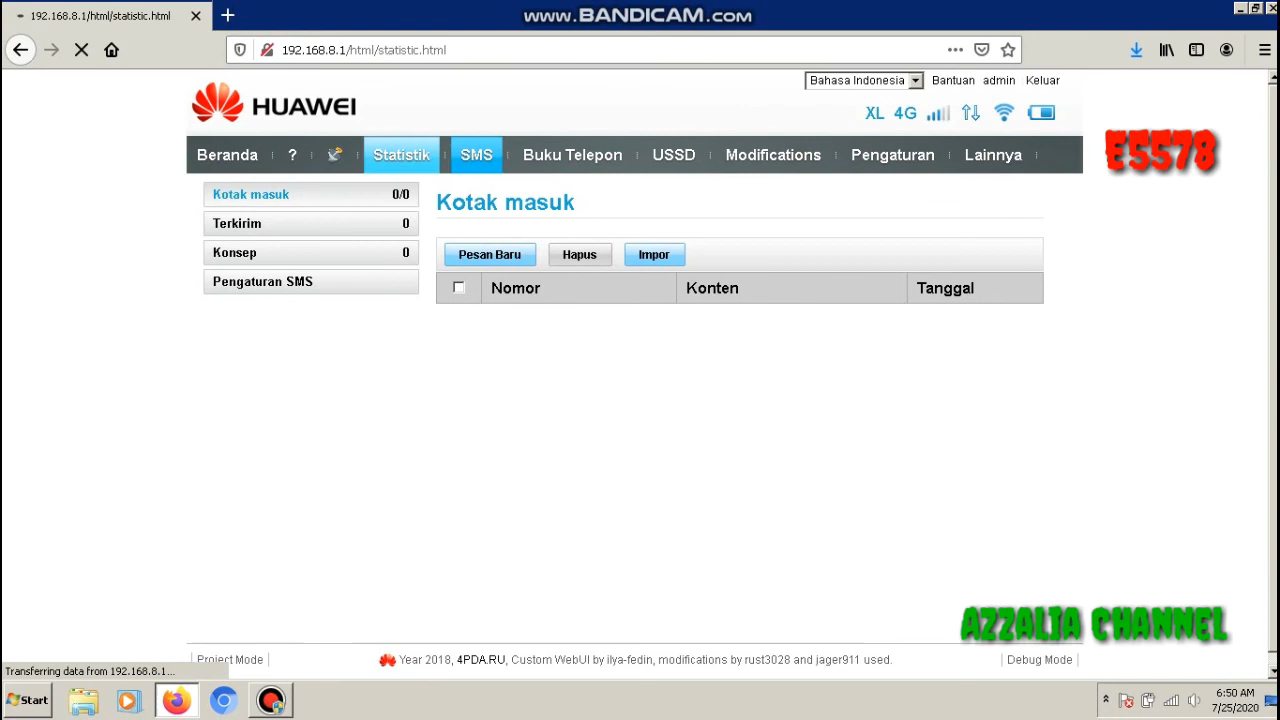 192.168.8.1/html/statistic.html
www.BANDICAM.com
192.168.8.1/html/statistic.html
Bahasa Indonesia Bantuan admin Keluar
HUAWEI
XL 4G
Beranda ? Statistik SMS Buku Telepon USSD Modifications Pengaturan Lainnya
E5578
Kotak masuk 0/0
Terkirim 0
Konsep 0
Pengaturan SMS
Kotak masuk
Pesan Baru Hapus Impor
Nomor Konten Tanggal
AZZALIA CHANNEL
Project Mode Year 2018, 4PDA.RU, Custom WebUI by ilya-fedin, modifications by rust3028 and jager911 used. Debug Mode
Transferring data from 192.168.8.1...
Start
6:50 AM
7/25/2020